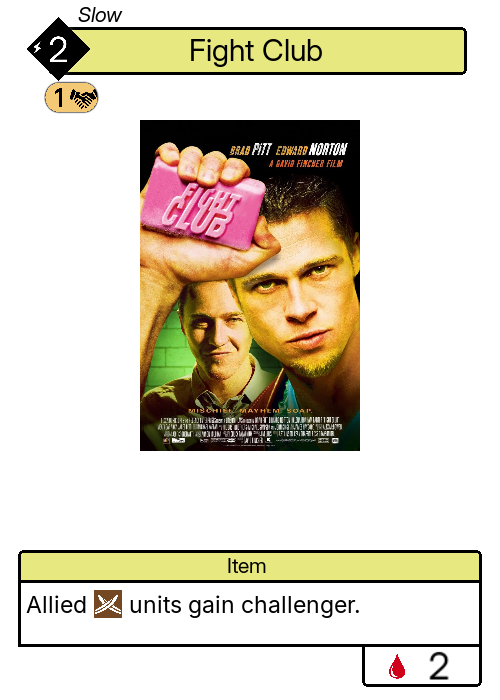 Slow
2
Fight Club
1
BRAD PITT EDWARD NORTON
A DAVID FINCHER FILM
FIGHT
CLUB
MISCHIEF. MAYHEM. SOAP.
Item
Allied units gain challenger.
2